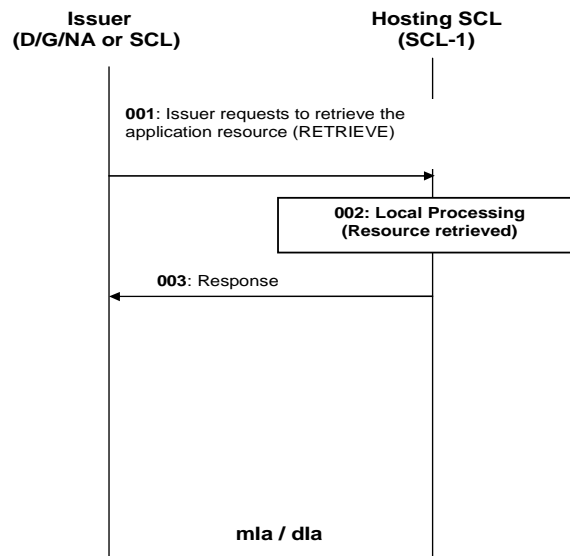 Issuer
(D/G/NA or SCL)
Hosting SCL
(SCL-1)
001: Issuer requests to retrieve the
application resource (RETRIEVE)
002: Local Processing
(Resource retrieved)
003: Response
mIa / dIa